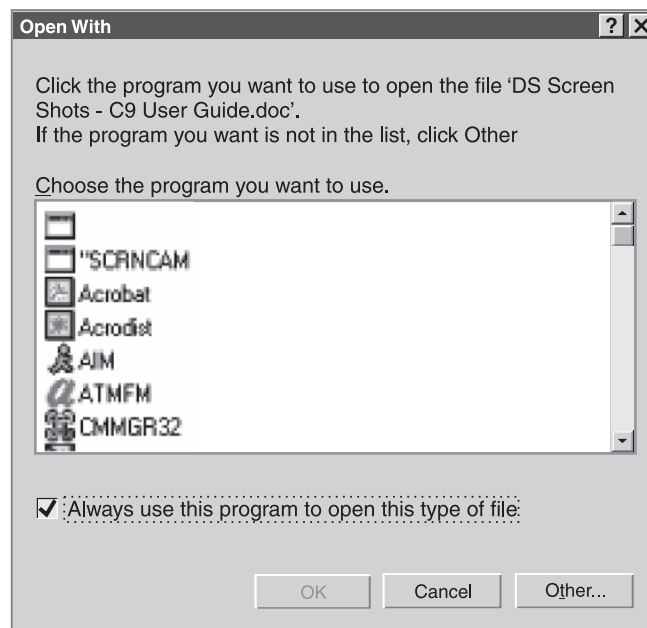 Open With
Click the program you want to use to open the file ‘DS Screen
Shots - C9 User Guide.doc’.
If the program you want is not in the list, click Other
Choose the program you want to use.
"SCRNCAM
Acrobat
Acrodist
AIM
ATMFM
CMMGR32
Always use this program to open this type of file
OK
Cancel
Other...